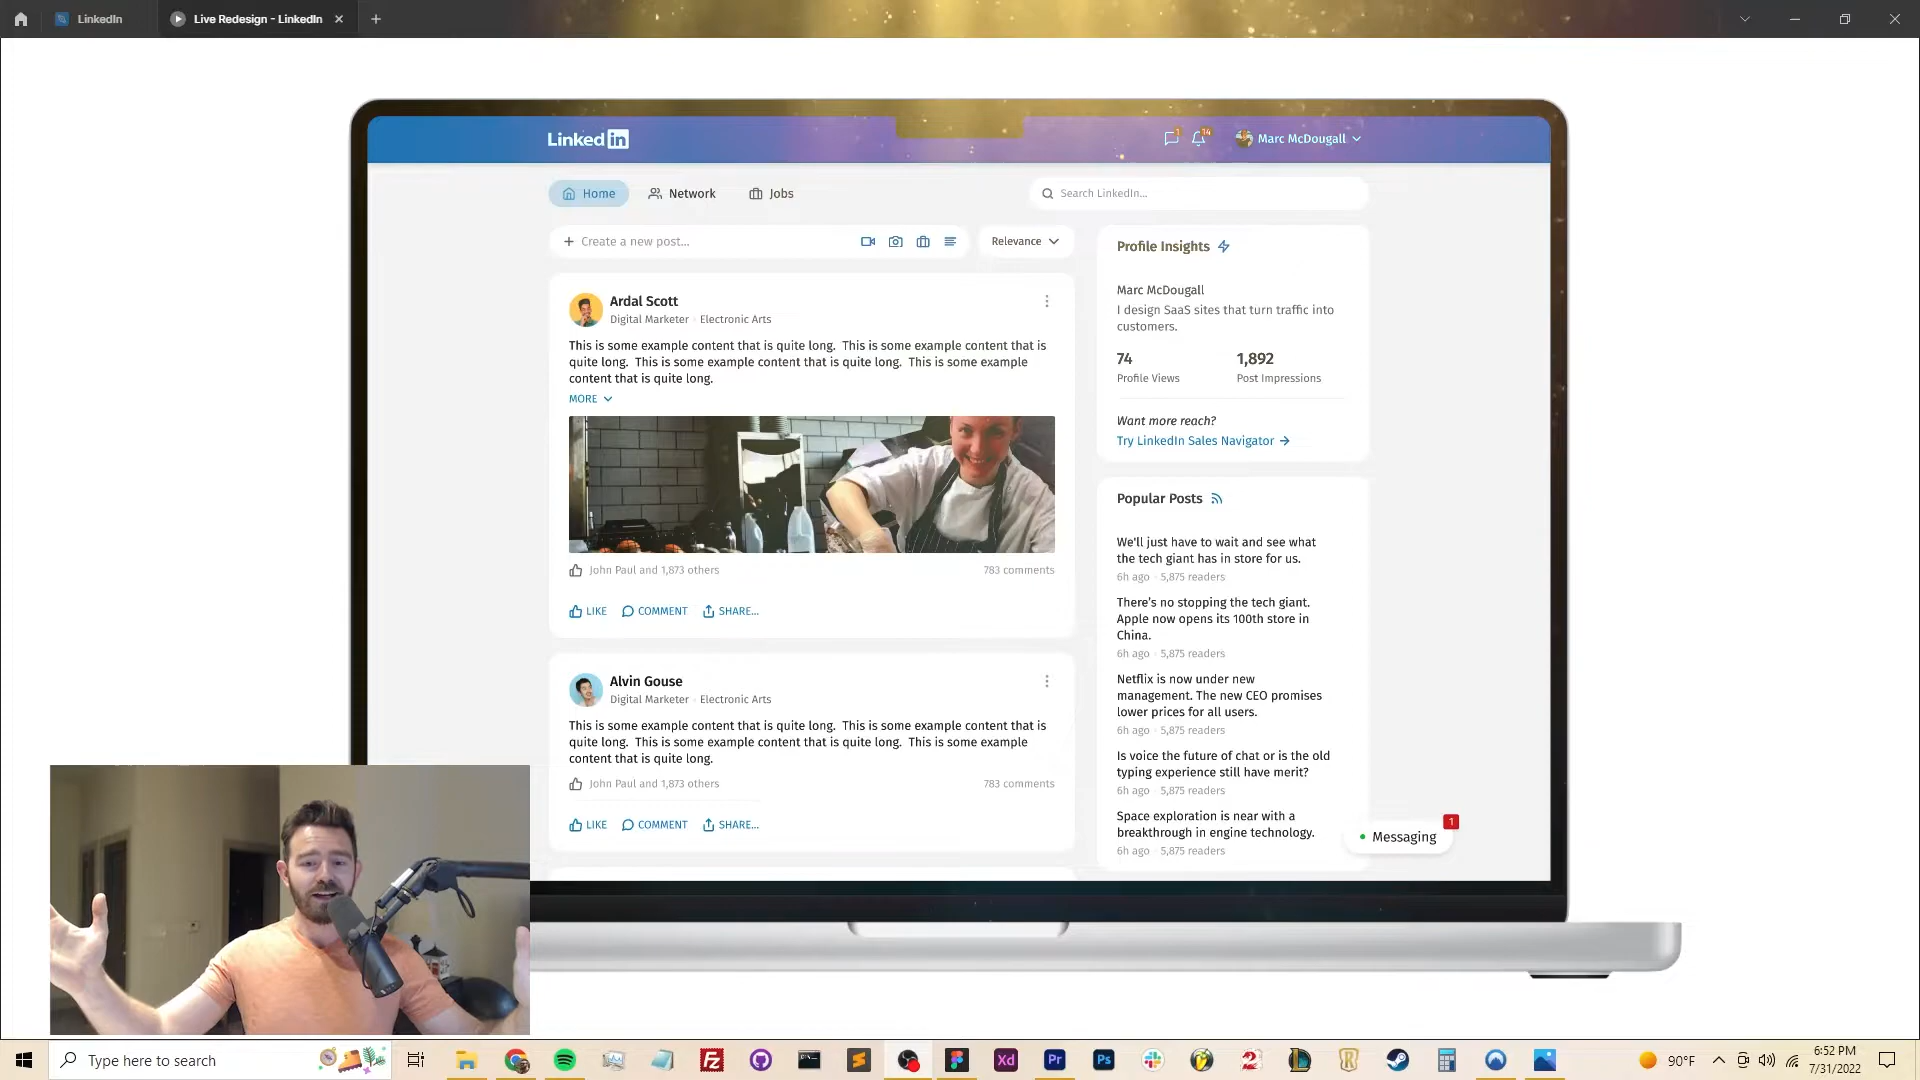 LinkedIn
Live Redesign - LinkedIn
Linked in
1
14
Marc McDougall
Home
Network
Jobs
Search LinkedIn...
Create a new post...
Relevance
Ardal Scott
Digital Marketer · Electronic Arts
This is some example content that is quite long. This is some example content that is
quite long. This is some example content that is quite long. This is some example
content that is quite long.
MORE
John Paul and 1,873 others
783 comments
LIKE
COMMENT
SHARE...
Alvin Gouse
Digital Marketer · Electronic Arts
This is some example content that is quite long. This is some example content that is
quite long. This is some example content that is quite long. This is some example
content that is quite long.
John Paul and 1,873 others
783 comments
LIKE
COMMENT
SHARE...
Profile Insights
Marc McDougall
I design SaaS sites that turn traffic into
customers.
74
1,892
Profile Views
Post Impressions
Want more reach?
Try LinkedIn Sales Navigator →
Popular Posts
We'll just have to wait and see what
the tech giant has in store for us.
6h ago · 5,875 readers
There's no stopping the tech giant.
Apple now opens its 100th store in
China.
6h ago · 5,875 readers
Netflix is now under new
management. The new CEO promises
lower prices for all users.
6h ago · 5,875 readers
Is voice the future of chat or is the old
typing experience still have merit?
6h ago · 5,875 readers
Space exploration is near with a
breakthrough in engine technology.
6h ago · 5,875 readers
Messaging
1
Type here to search
Fz
Xd
Pr
Ps
90°F
6:52 PM
7/31/2022